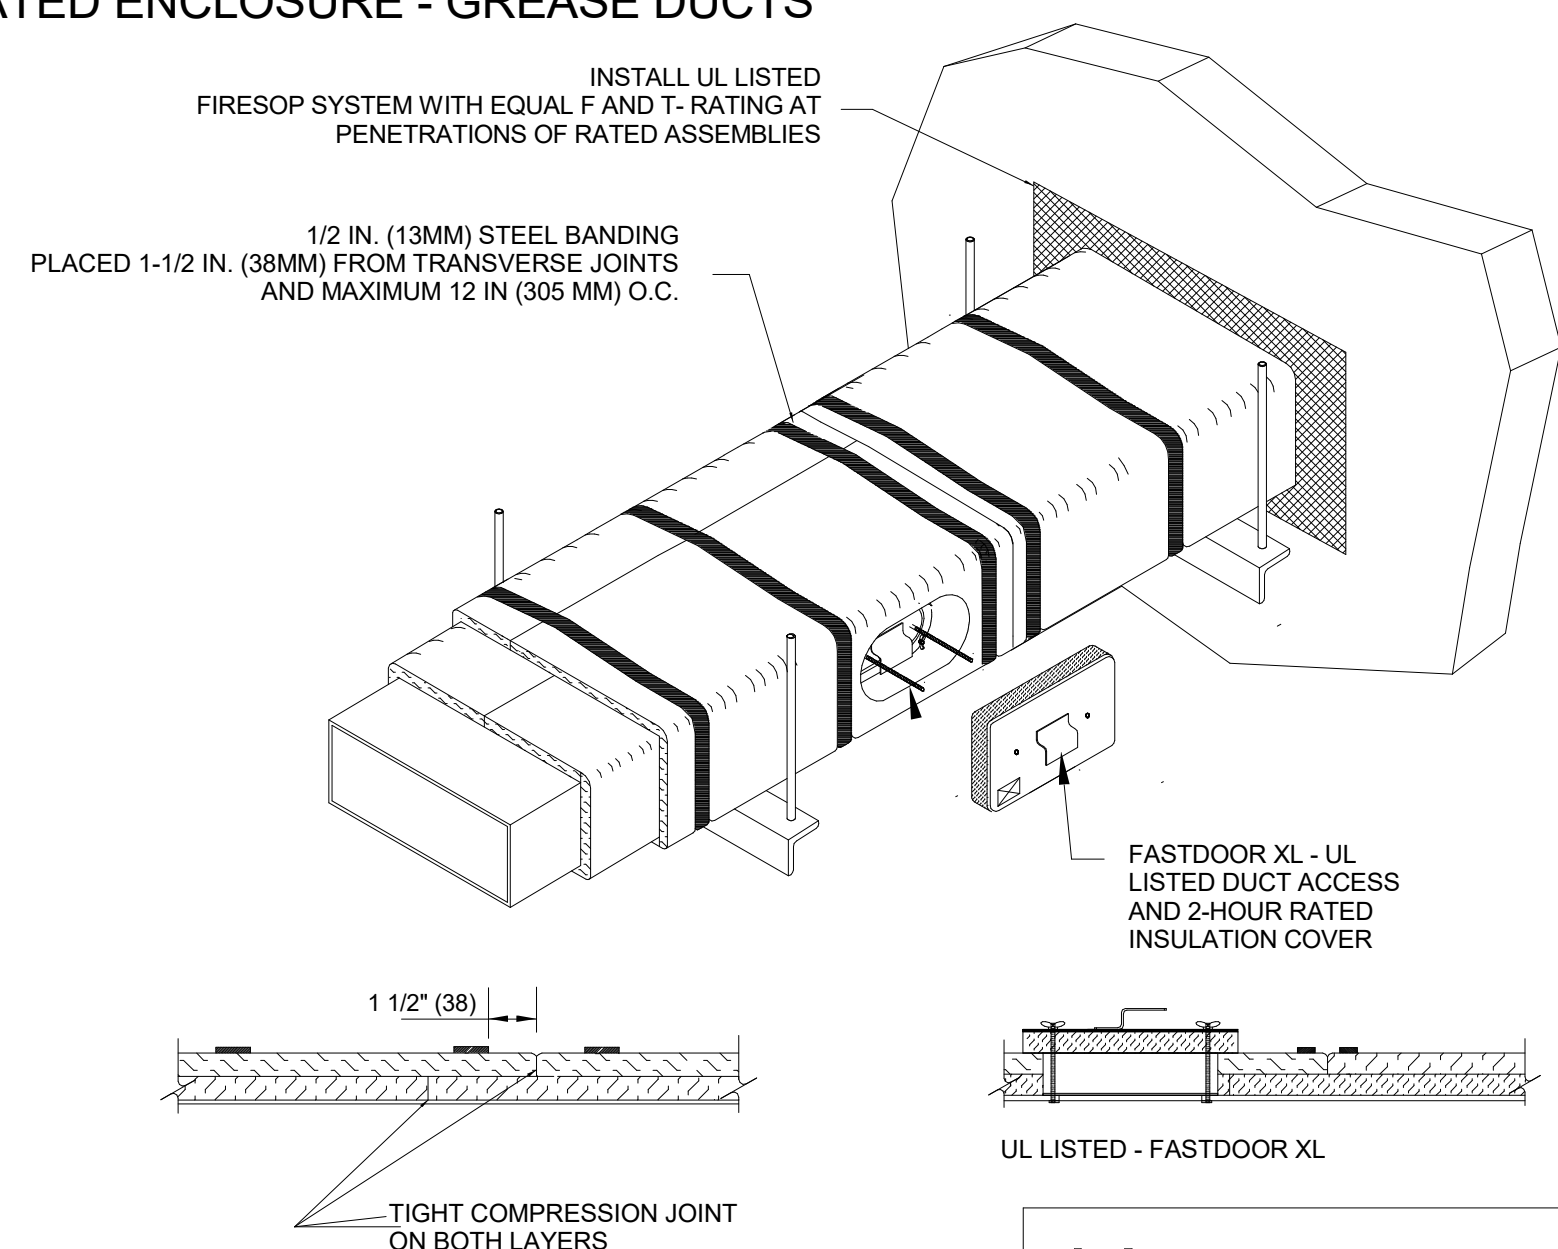 ATED ENCLOSURE - GREASE DUCTS
INSTALL UL LISTED
FIRESOP SYSTEM WITH EQUAL F AND T- RATING AT
PENETRATIONS OF RATED ASSEMBLIES
1/2 IN. (13MM) STEEL BANDING
PLACED 1-1/2 IN. (38MM) FROM TRANSVERSE JOINTS
AND MAXIMUM 12 IN (305 MM) O.C.
FASTDOOR XL - UL
LISTED DUCT ACCESS
AND 2-HOUR RATED
INSULATION COVER
1 1/2" (38)
UL LISTED - FASTDOOR XL
TIGHT COMPRESSION JOINT
ON BOTH LAYERS